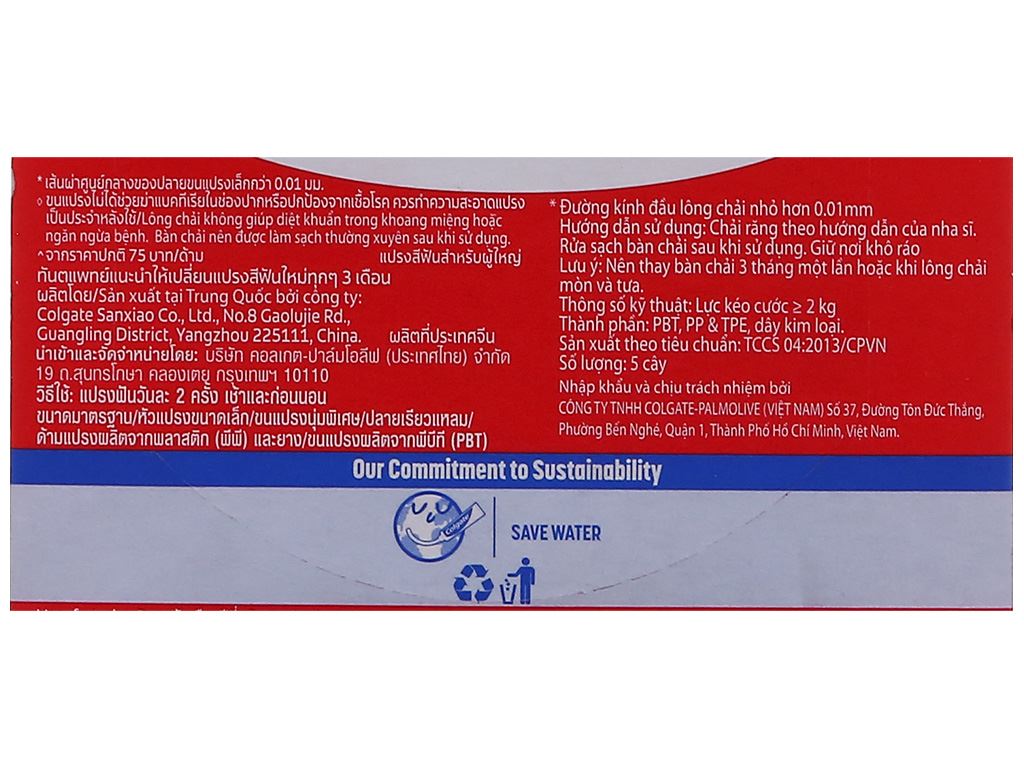 * เส้นผ่าศูนย์กลางของปลายขนแปรงเล็กกว่า 0.01 มม.
◊ ขนแปรงไม่ได้ช่วยฆ่าแบคทีเรียในช่องปากหรือปกป้องจากเชื้อโรค ควรทำความสะอาดแปรง
เป็นประจำหลังใช้/Lông chải không giúp diệt khuẩn trong khoang miệng hoặc
ngăn ngừa bệnh. Bàn chải nên được làm sạch thường xuyên sau khi sử dụng.
^จากราคาปกติ 75 บาท/ด้าม แปรงสีฟันสำหรับผู้ใหญ่
ทันตแพทย์แนะนำให้เปลี่ยนแปรงสีฟันใหม่ทุกๆ 3 เดือน
ผลิตโดย/Sản xuất tại Trung Quốc bởi công ty:
Colgate Sanxiao Co., Ltd., No.8 Gaolujie Rd.,
Guangling District, Yangzhou 225111, China. ผลิตที่ประเทศจีน
นำเข้าและจัดจำหน่ายโดย: บริษัท คอลเกต-ปาล์มโอลีฟ (ประเทศไทย) จำกัด
19 ถ.สุนทรโกษา คลองเตย กรุงเทพฯ 10110
วิธีใช้: แปรงฟันวันละ 2 ครั้ง เช้าและก่อนนอน
ขนาดมาตรฐาน/หัวแปรงขนาดเล็ก/ขนแปรงนุ่มพิเศษ/ปลายเรียวแหลม/
ด้ามแปรงผลิตจากพลาสติก (พีพี) และยาง/ขนแปรงผลิตจากพีบีที (PBT)
* Đường kính đầu lông chải nhỏ hơn 0.01mm
Hướng dẫn sử dụng: Chải răng theo hướng dẫn của nha sĩ.
Rửa sạch bàn chải sau khi sử dụng. Giữ nơi khô ráo
Lưu ý: Nên thay bàn chải 3 tháng một lần hoặc khi lông chải
mòn và tưa.
Thông số kỹ thuật: Lực kéo cước ≥ 2 kg
Thành phần: PBT, PP & TPE, dây kim loại.
Sản xuất theo tiêu chuẩn: TCCS 04:2013/CPVN
Số lượng: 5 cây
Nhập khẩu và chịu trách nhiệm bởi
CÔNG TY TNHH COLGATE-PALMOLIVE (VIỆT NAM) Số 37, Đường Tôn Đức Thắng,
Phường Bến Nghé, Quận 1, Thành Phố Hồ Chí Minh, Việt Nam.
Our Commitment to Sustainability
Colgate
SAVE WATER